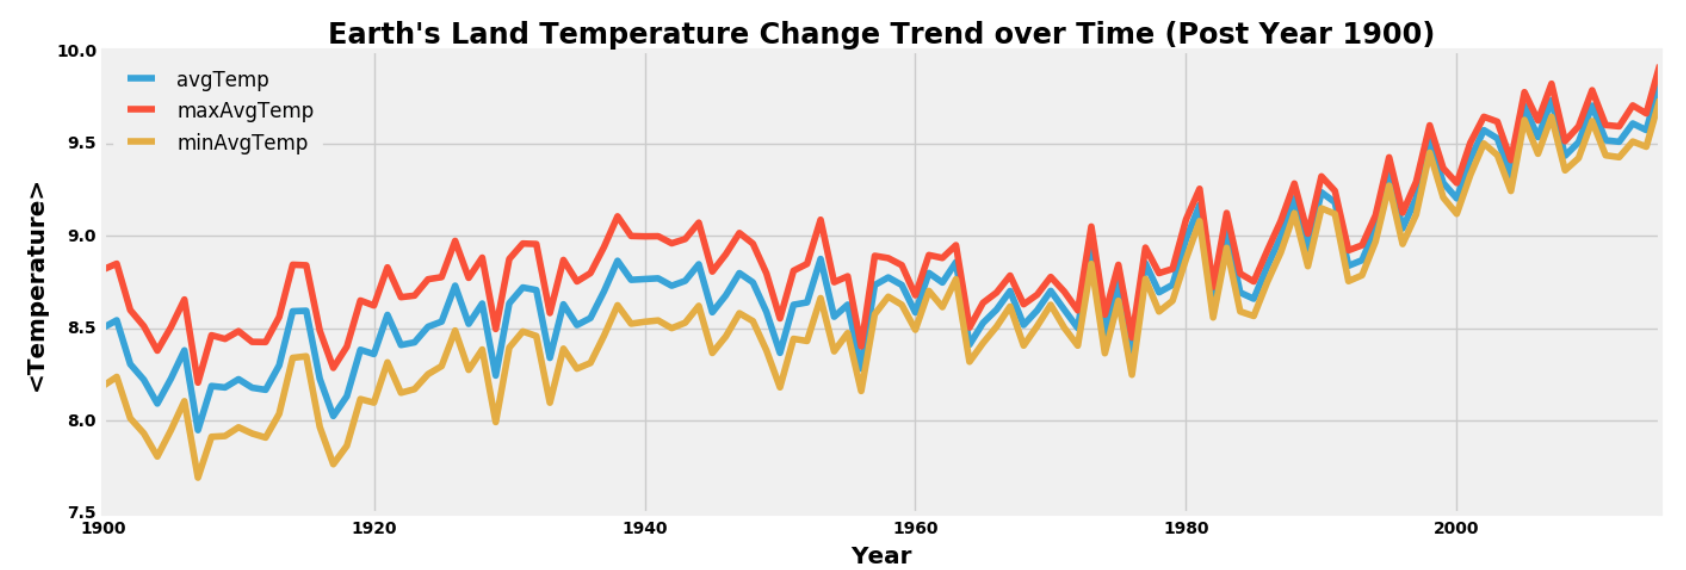 Earth's Land Temperature Change Trend over Time (Post Year 1900)
10.0
avgTemp
maxAvgTemp
minAvgTemp
9.5
<Temperature>
9.0
8.5
8.0
7.5
1900 1920 1940 1960 1980 2000
Year